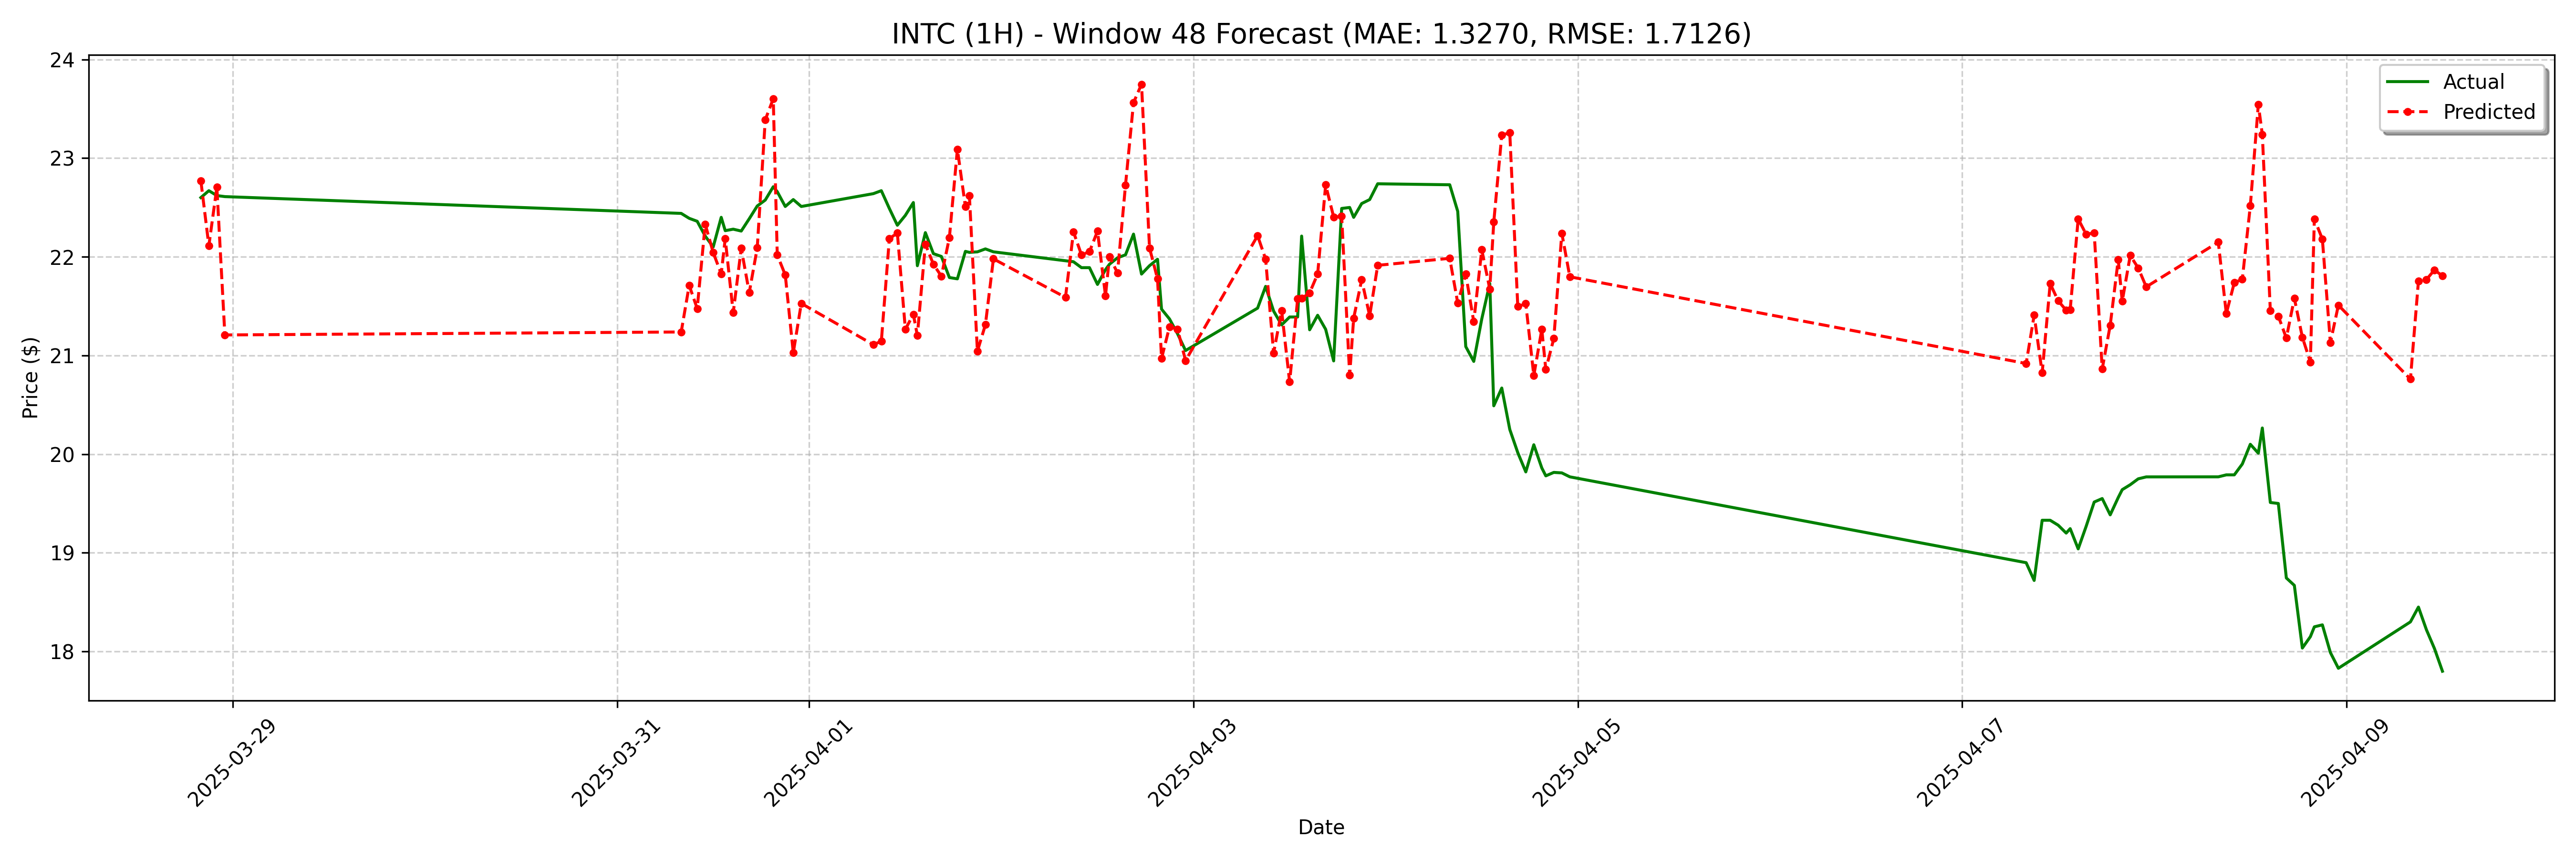 INTC (1H) - Window 48 Forecast (MAE: 1.3270, RMSE: 1.7126)
Actual
Predicted
24
23
22
21
20
19
18
Price ($)
2025-03-29
2025-03-31
2025-04-01
2025-04-03
2025-04-05
2025-04-07
2025-04-09
Date